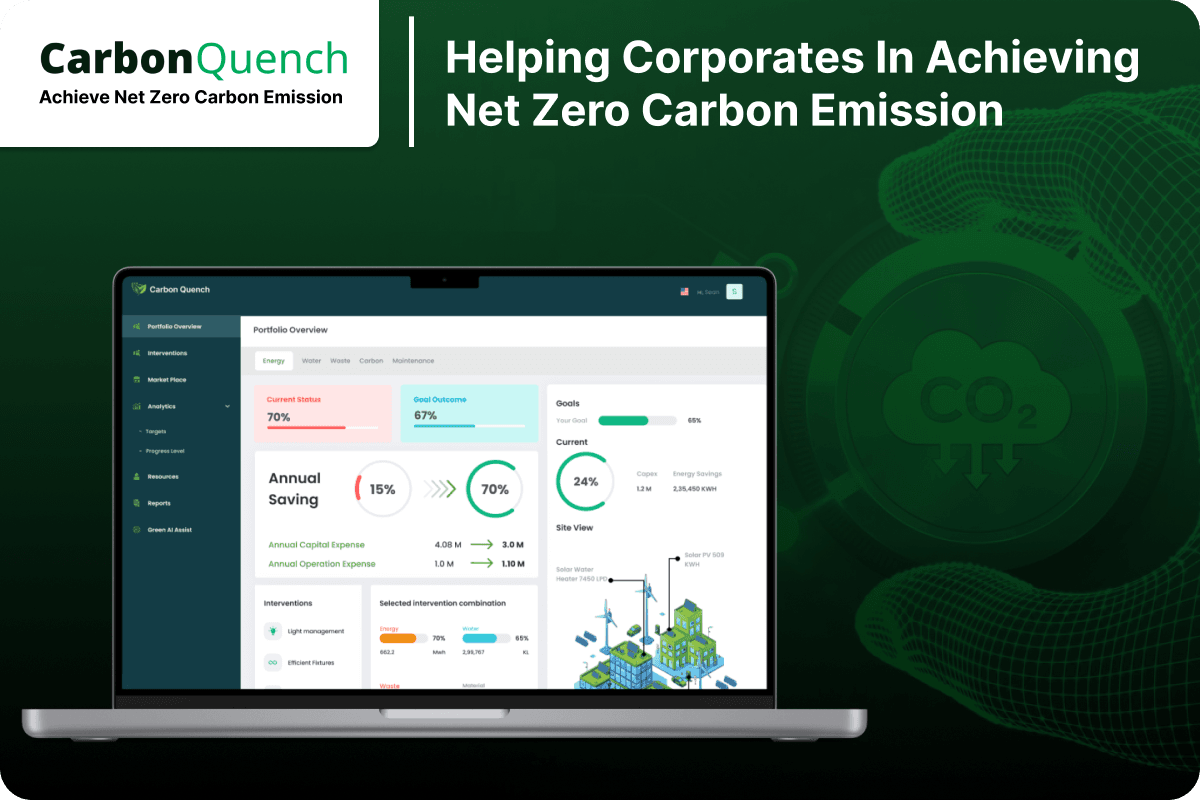 CarbonQuench
Achieve Net Zero Carbon Emission
Helping Corporates In Achieving
Net Zero Carbon Emission
Carbon Quench
Hi, Sarah
S
Portfolio Overview
Interventions
Market Place
Analytics
- Targets
- Progress Level
Resources
Reports
Green AI Assist
Portfolio Overview
Energy Water Waste Carbon Maintenance
Current Status
70%
Goal Outcome
67%
Annual
Saving
15%
70%
Annual Capital Expense 4.08 M 3.0 M
Annual Operation Expense 1.0 M 1.10 M
Interventions
Light management
Efficient Fixtures
Selected intervention combination
Energy
70%
662.2 Mwh
Water
65%
2,99,767 KL
Waste
Material
Goals
Your Goal 65%
Current
24%
Capex Energy Savings
1.2 M 2,35,450 KWH
Site View
Solar PV 509
KWH
Solar Water
Heater 7450 LPD
CO2